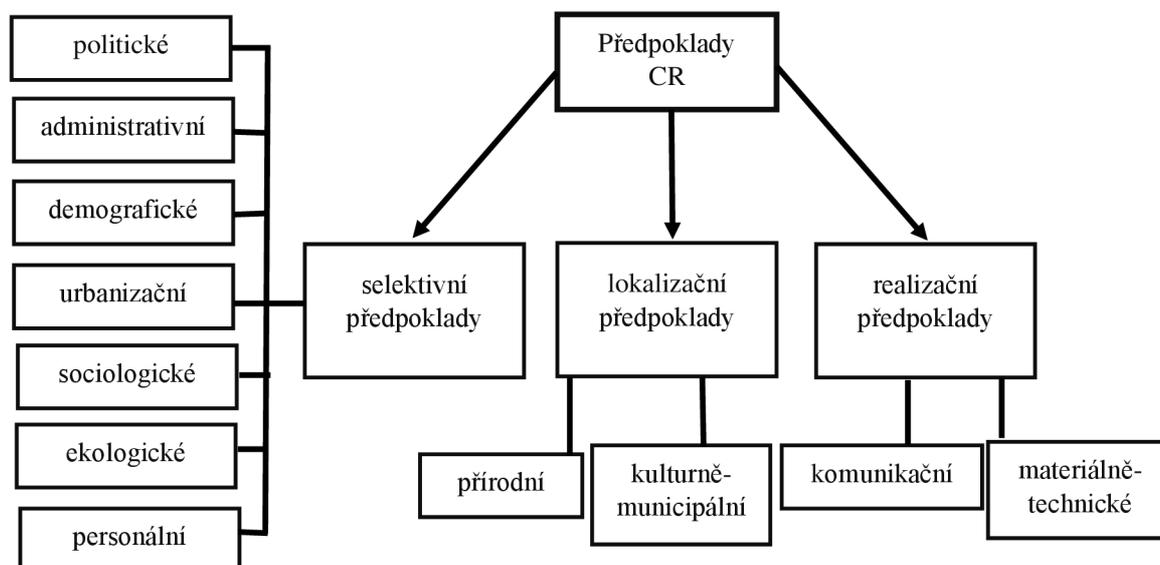 Předpoklady
CR
politické
administrativní
demografické
urbanizační
sociologické
ekologické
personální
selektivní
předpoklady
lokalizační
předpoklady
realizační
předpoklady
přírodní
kulturně-
municipální
komunikační
materiálně-
technické